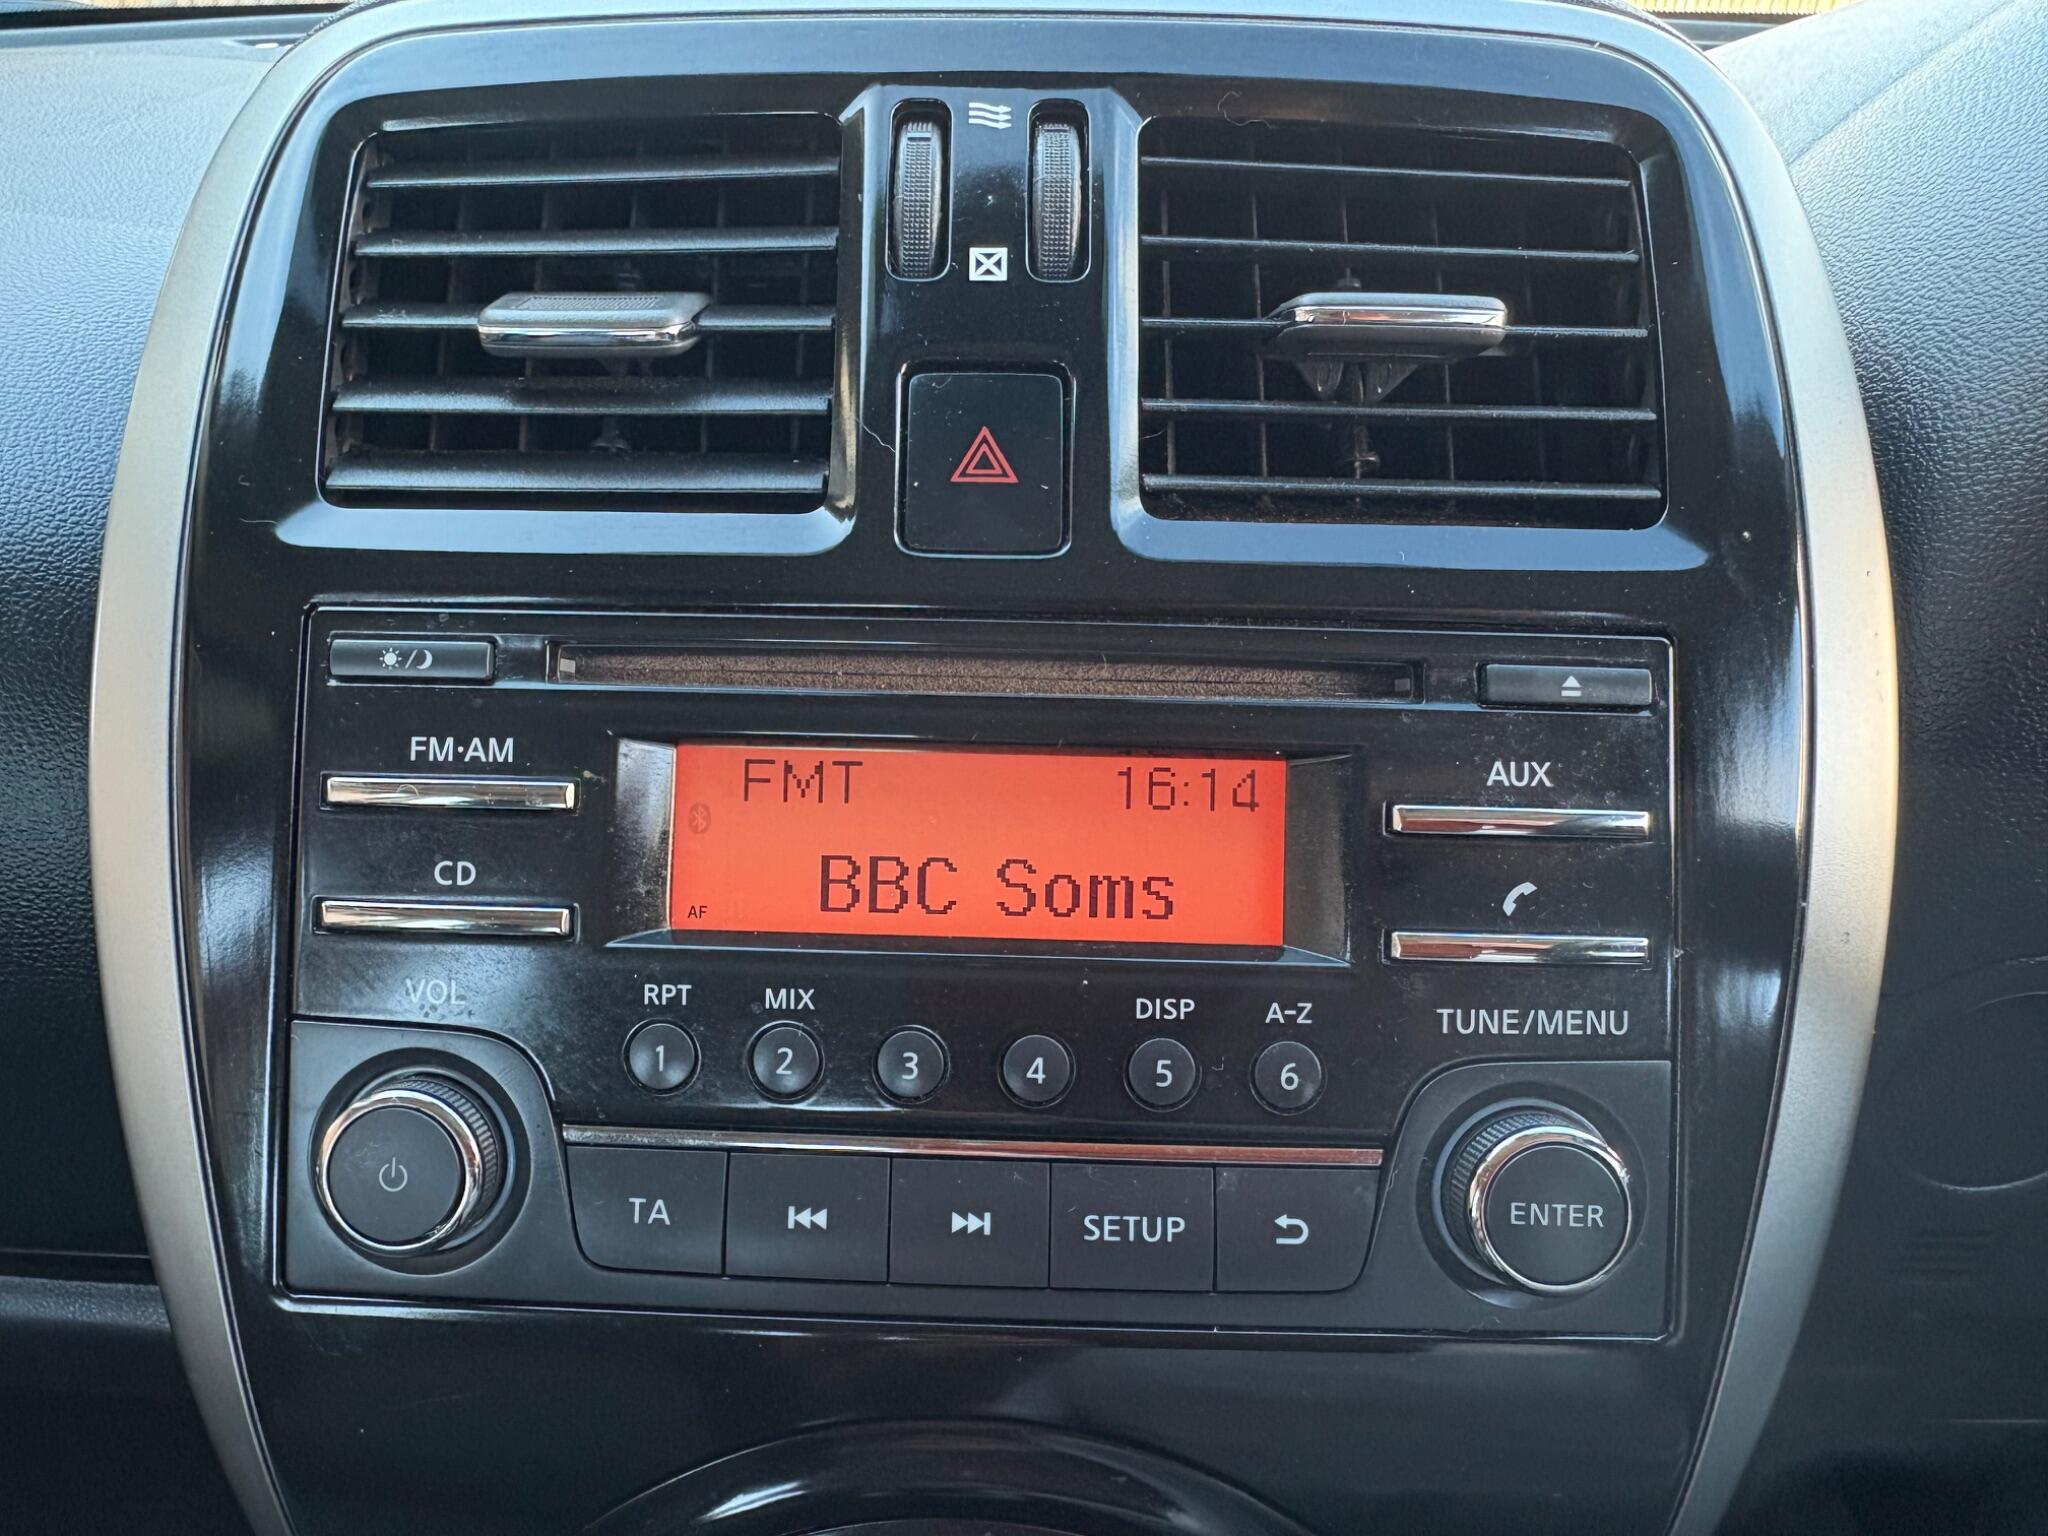 FM·AM
CD
VOL
FMT 16:14
BBC Soms
AF
AUX
TUNE/MENU
RPT MIX DISP A-Z
1 2 3 4 5 6
TA SETUP
ENTER